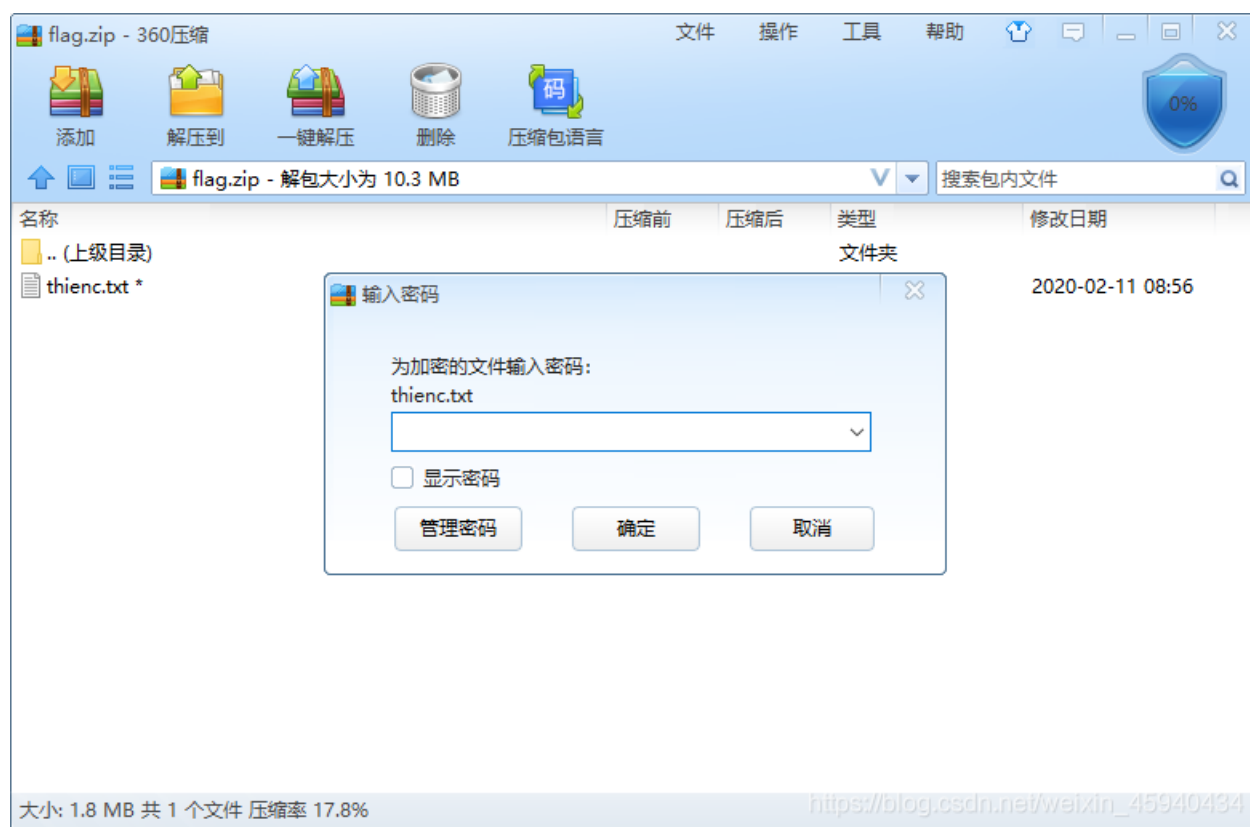 flag.zip - 360压缩 文件 操作 工具 帮助
码
0%
添加 解压到 一键解压 删除 压缩包语言
flag.zip - 解包大小为 10.3 MB 搜索包内文件
名称 压缩前 压缩后 类型 修改日期
.. (上级目录) 文件夹
thienc.txt * 2020-02-11 08:56
输入密码
为加密的文件输入密码:
thienc.txt
显示密码
管理密码 确定 取消
大小: 1.8 MB 共 1 个文件 压缩率 17.8%
https://blog.csdn.net/weixin_45940434